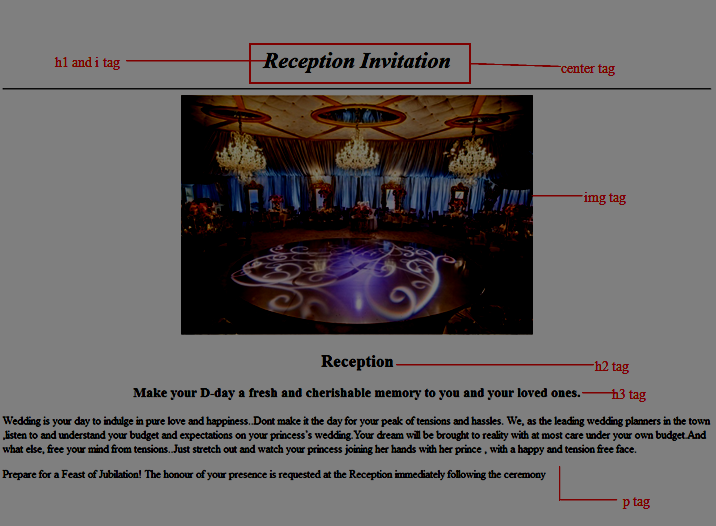 h1 and i tag Reception Invitation center tag
img tag
Reception h2 tag
Make your D-day a fresh and cherishable memory to you and your loved ones. h3 tag
Wedding is your day to indulge in pure love and happiness..Dont make it the day for your peak of tensions and hassles. We, as the leading wedding planners in the town
,listen to and understand your budget and expectations on your princess's wedding.Your dream will be brought to reality with at most care under your own budget.And
what else, free your mind from tensions..Just stretch out and watch your princess joining her hands with her prince , with a happy and tension free face.
Prepare for a Feast of Jubilation! The honour of your presence is requested at the Reception immediately following the ceremony
p tag